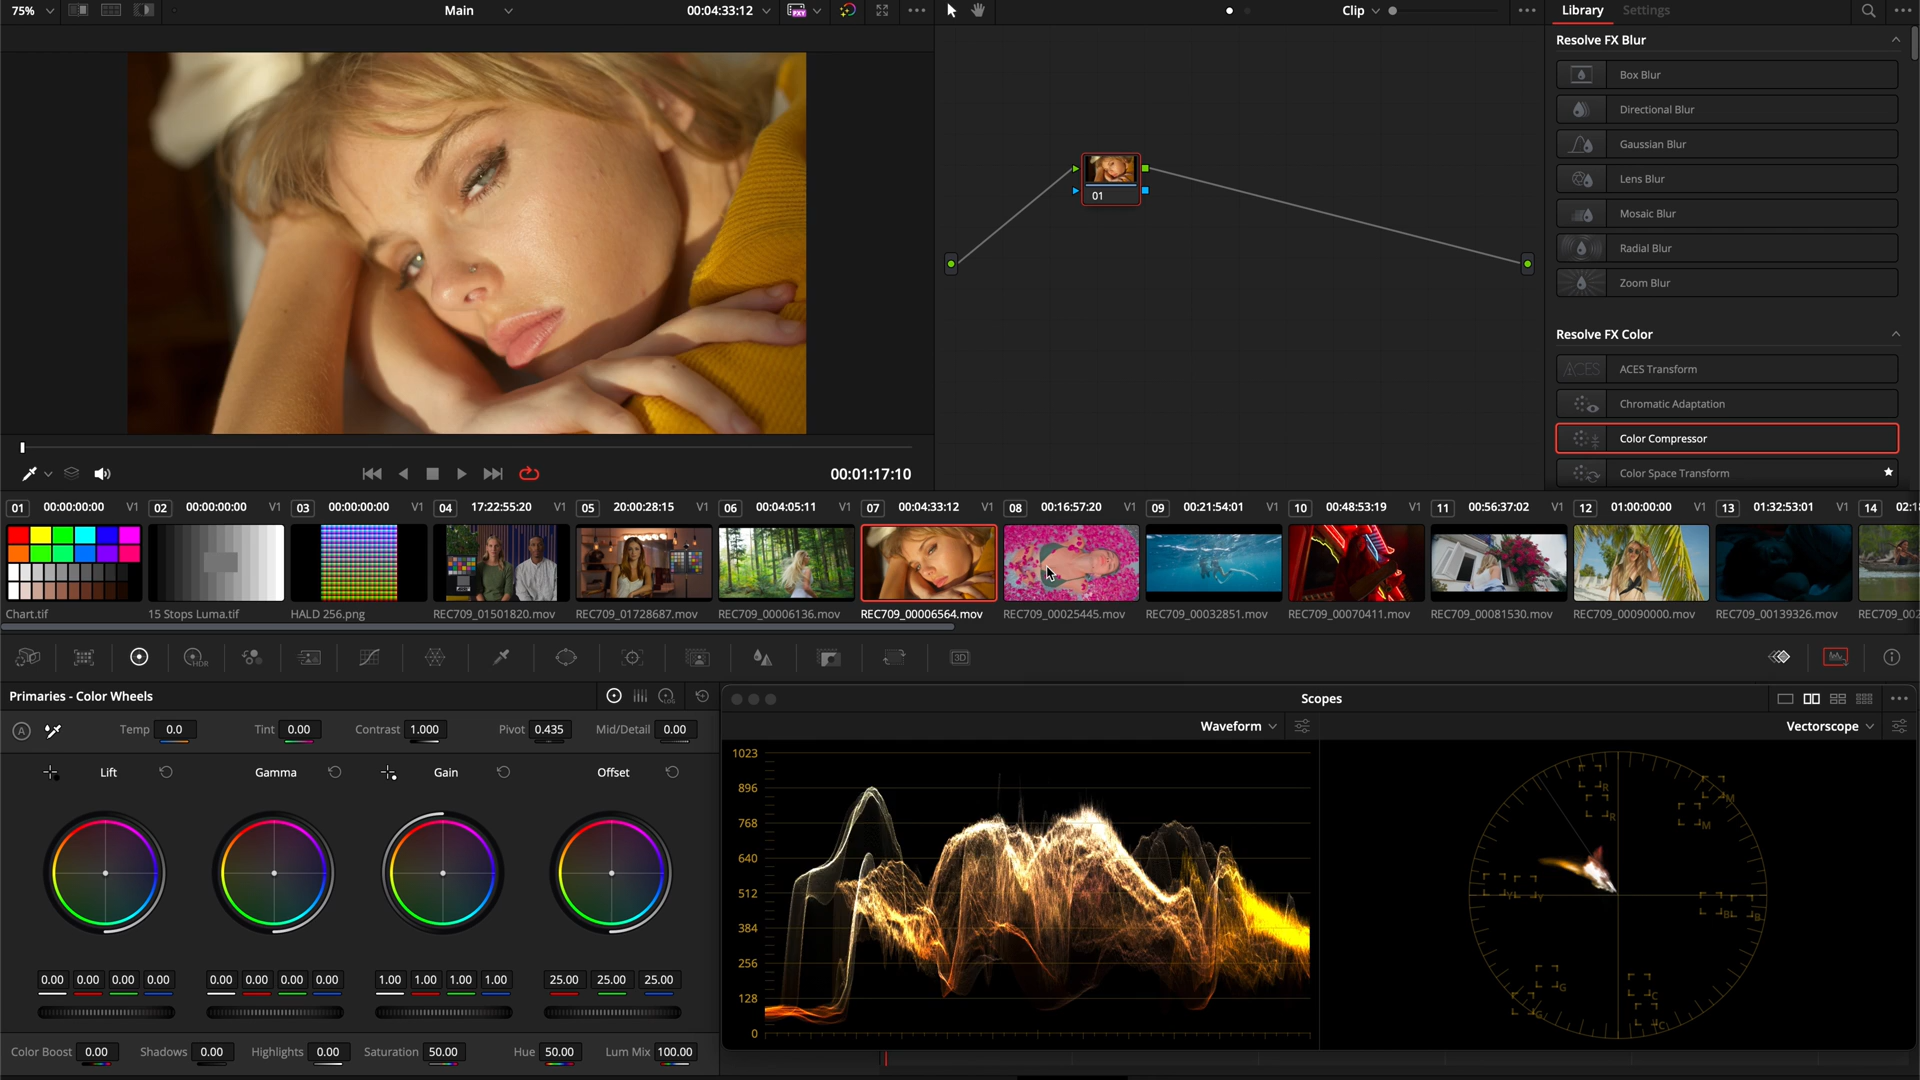 75%
Main
00:04:33:12
PXY
Clip
Library
Settings
Resolve FX Blur
Box Blur
Directional Blur
Gaussian Blur
Lens Blur
Mosaic Blur
Radial Blur
Zoom Blur
Resolve FX Color
ACES
ACES Transform
Chromatic Adaptation
Color Compressor
Color Space Transform
01
00:01:17:10
01 00:00:00:00 V1
02 00:00:00:00 V1
03 00:00:00:00 V1
04 17:22:55:20 V1
05 20:00:28:15 V1
06 00:04:05:11 V1
07 00:04:33:12 V1
08 00:16:57:20 V1
09 00:21:54:01 V1
10 00:48:53:19 V1
11 00:56:37:02 V1
12 01:00:00:00 V1
13 01:32:53:01 V1
14
Chart.tif
15 Stops Luma.tif
HALD 256.png
REC709_01501820.mov
REC709_01728687.mov
REC709_00006136.mov
REC709_00006564.mov
REC709_00025445.mov
REC709_00032851.mov
REC709_00070411.mov
REC709_00081530.mov
REC709_00090000.mov
REC709_00139326.mov
HDR
3D
Primaries - Color Wheels
LOG
A
Temp 0.0
Tint 0.00
Contrast 1.000
Pivot 0.435
Mid/Detail 0.00
Lift
Gamma
Gain
Offset
0.00 0.00 0.00 0.00
0.00 0.00 0.00 0.00
1.00 1.00 1.00 1.00
25.00 25.00 25.00
Color Boost 0.00
Shadows 0.00
Highlights 0.00
Saturation 50.00
Hue 50.00
Lum Mix 100.00
Scopes
Waveform
1023
896
768
640
512
384
256
128
0
Vectorscope
R
R
M
M
Y
Y
B
B
G
G
C
C